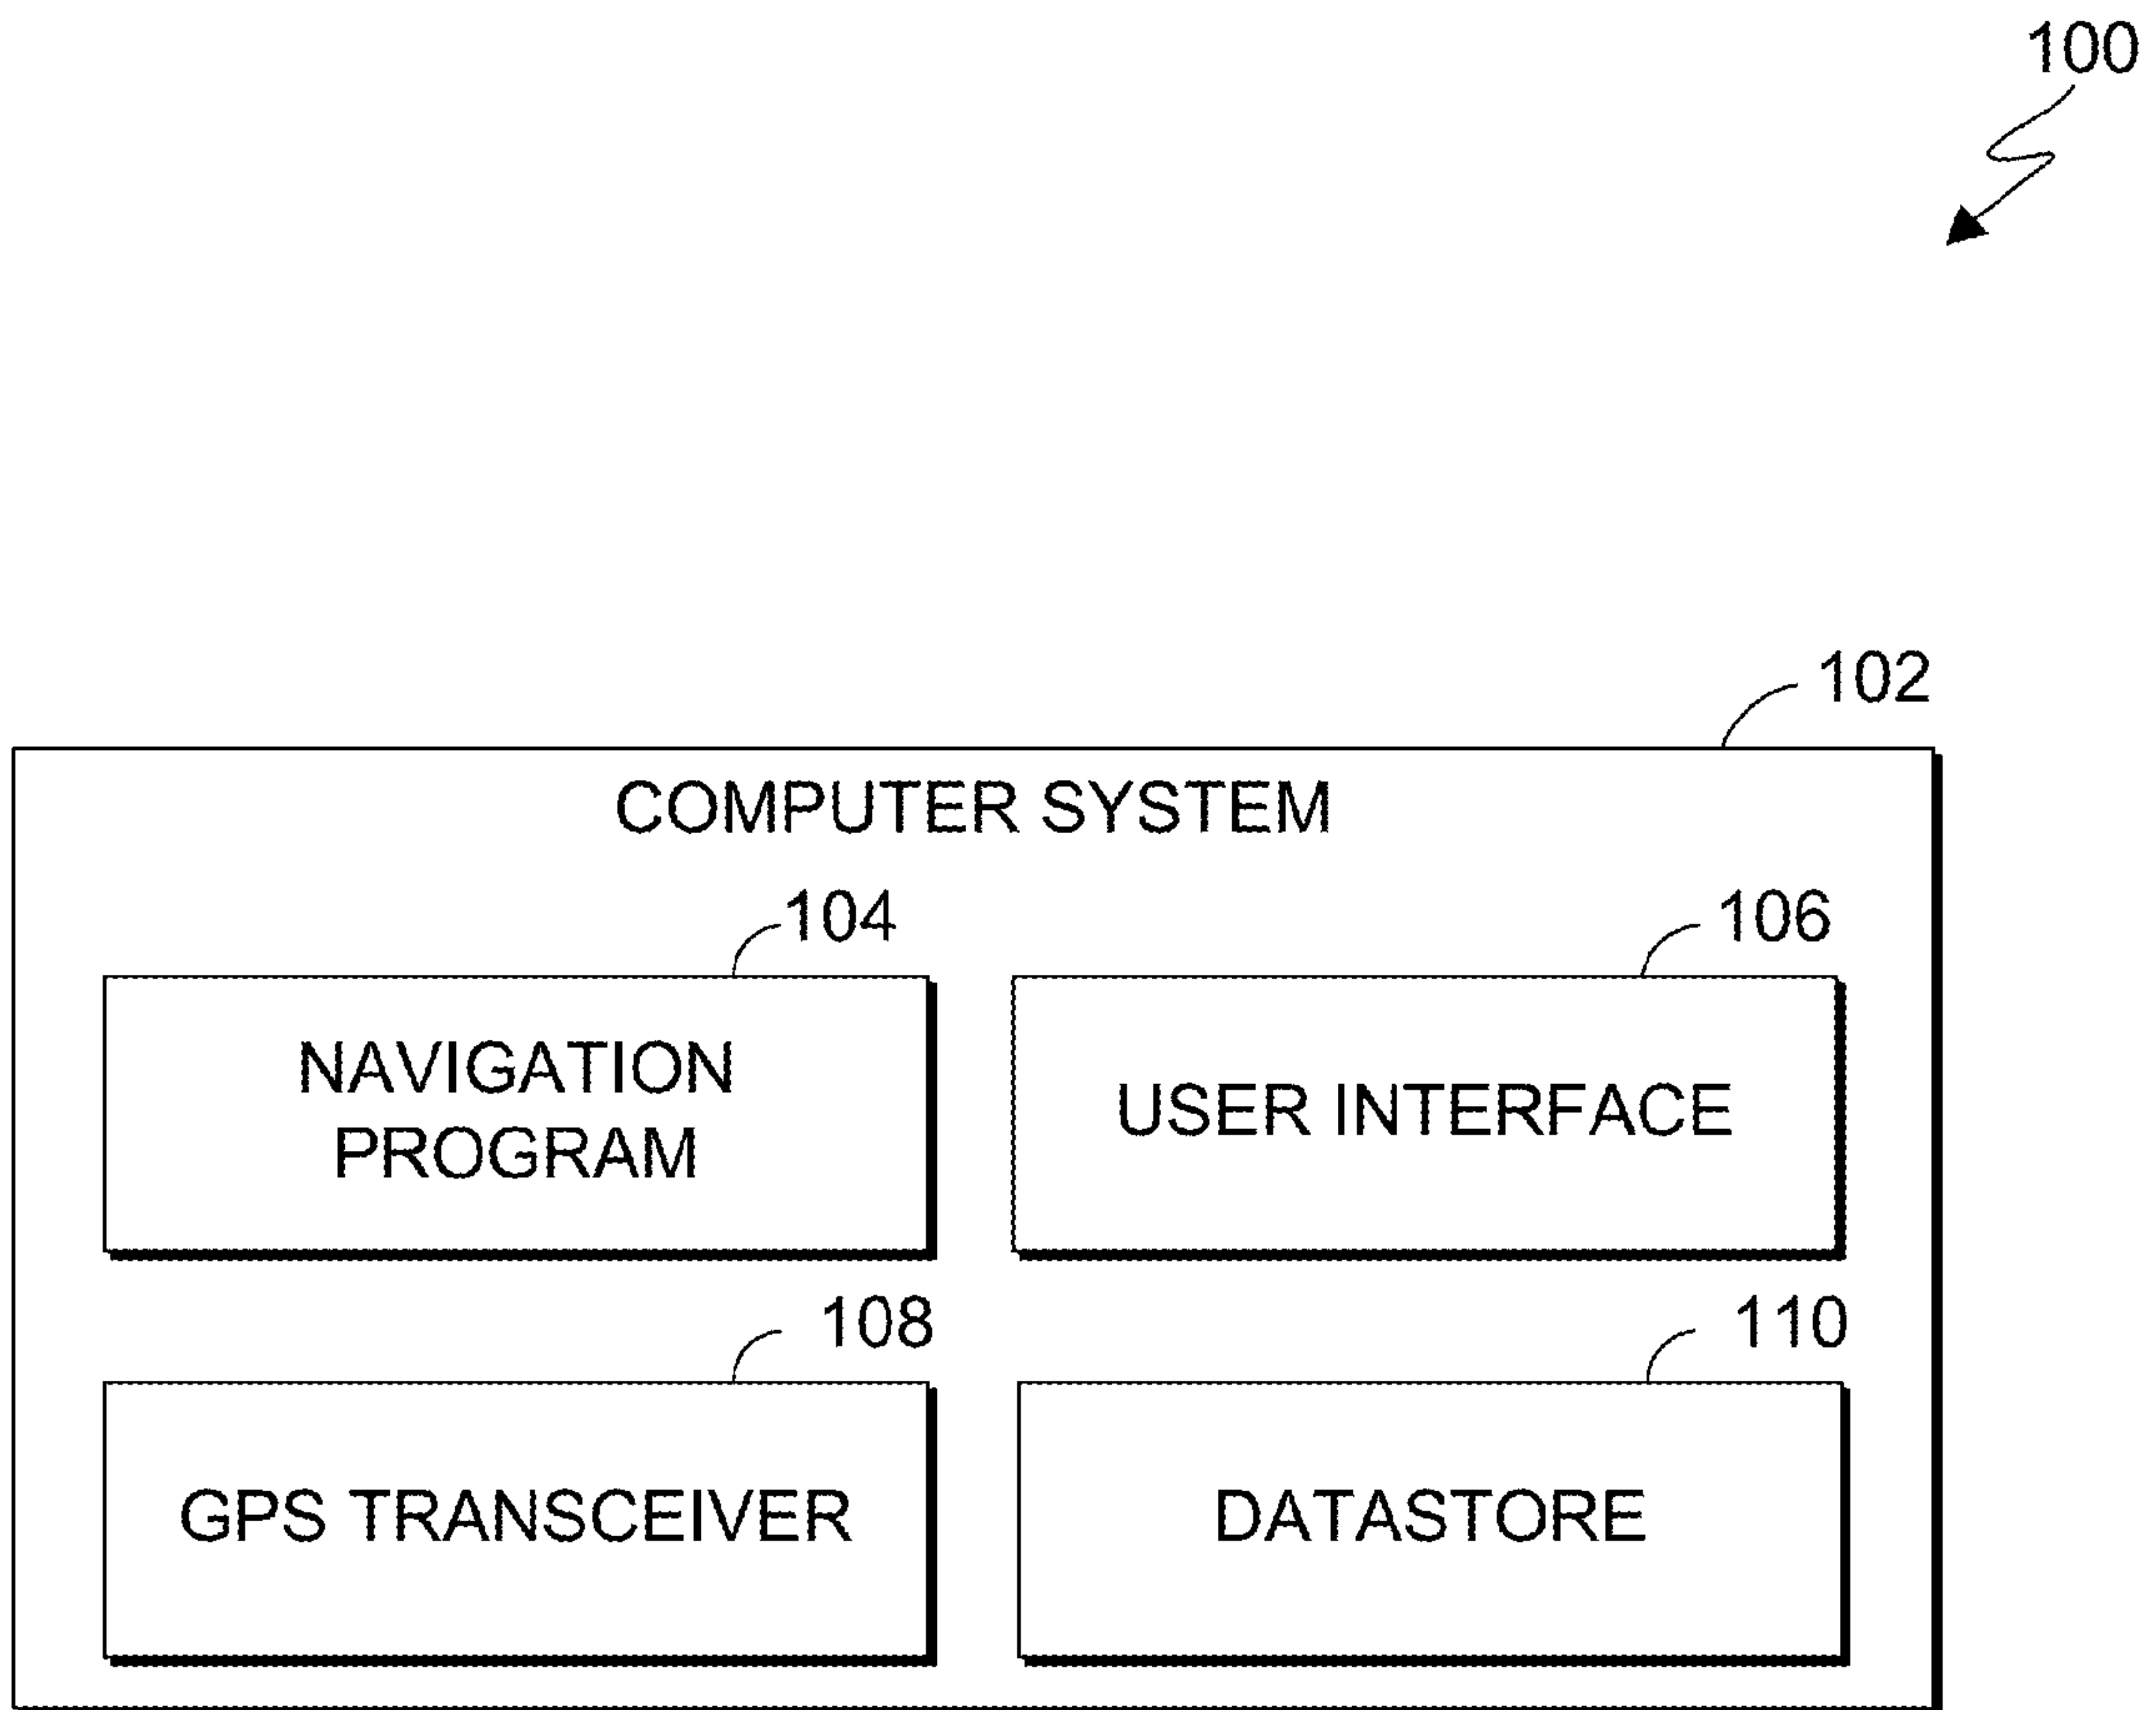 100
102
COMPUTER SYSTEM
104
106
NAVIGATION
PROGRAM
USER INTERFACE
108
110
GPS TRANSCEIVER
DATASTORE